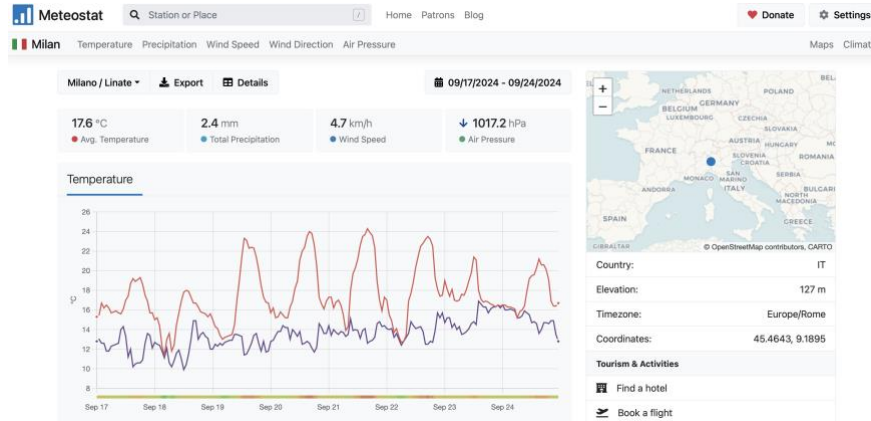 Meteostat
Station or Place
/
Home Patrons Blog
Donate
Settings
Milan
Temperature Precipitation Wind Speed Wind Direction Air Pressure
Maps Climat
Milano / Linate
Export
Details
09/17/2024 - 09/24/2024
17.6 °C
Avg. Temperature
2.4 mm
Total Precipitation
4.7 km/h
Wind Speed
1017.2 hPa
Air Pressure
Temperature
26
24
22
20
18
16
14
12
10
8
°C
Sep 17 Sep 18 Sep 19 Sep 20 Sep 21 Sep 22 Sep 23 Sep 24
+
−
BEL
NETHERLANDS
POLAND
BELGIUM
GERMANY
LUXEMBOURG
CZECHIA
SLOVAKIA
AUSTRIA
HUNGARY
MO
FRANCE
SLOVENIA
CROATIA
ROMANIA
MONACO
SAN
MARINO
SERBIA
ANDORRA
ITALY
BULGARI
NORTH
MACEDONIA
SPAIN
GREECE
GIBRALTAR
© OpenStreetMap contributors, CARTO
Country: IT
Elevation: 127 m
Timezone: Europe/Rome
Coordinates: 45.4643, 9.1895
Tourism & Activities
Find a hotel
Book a flight